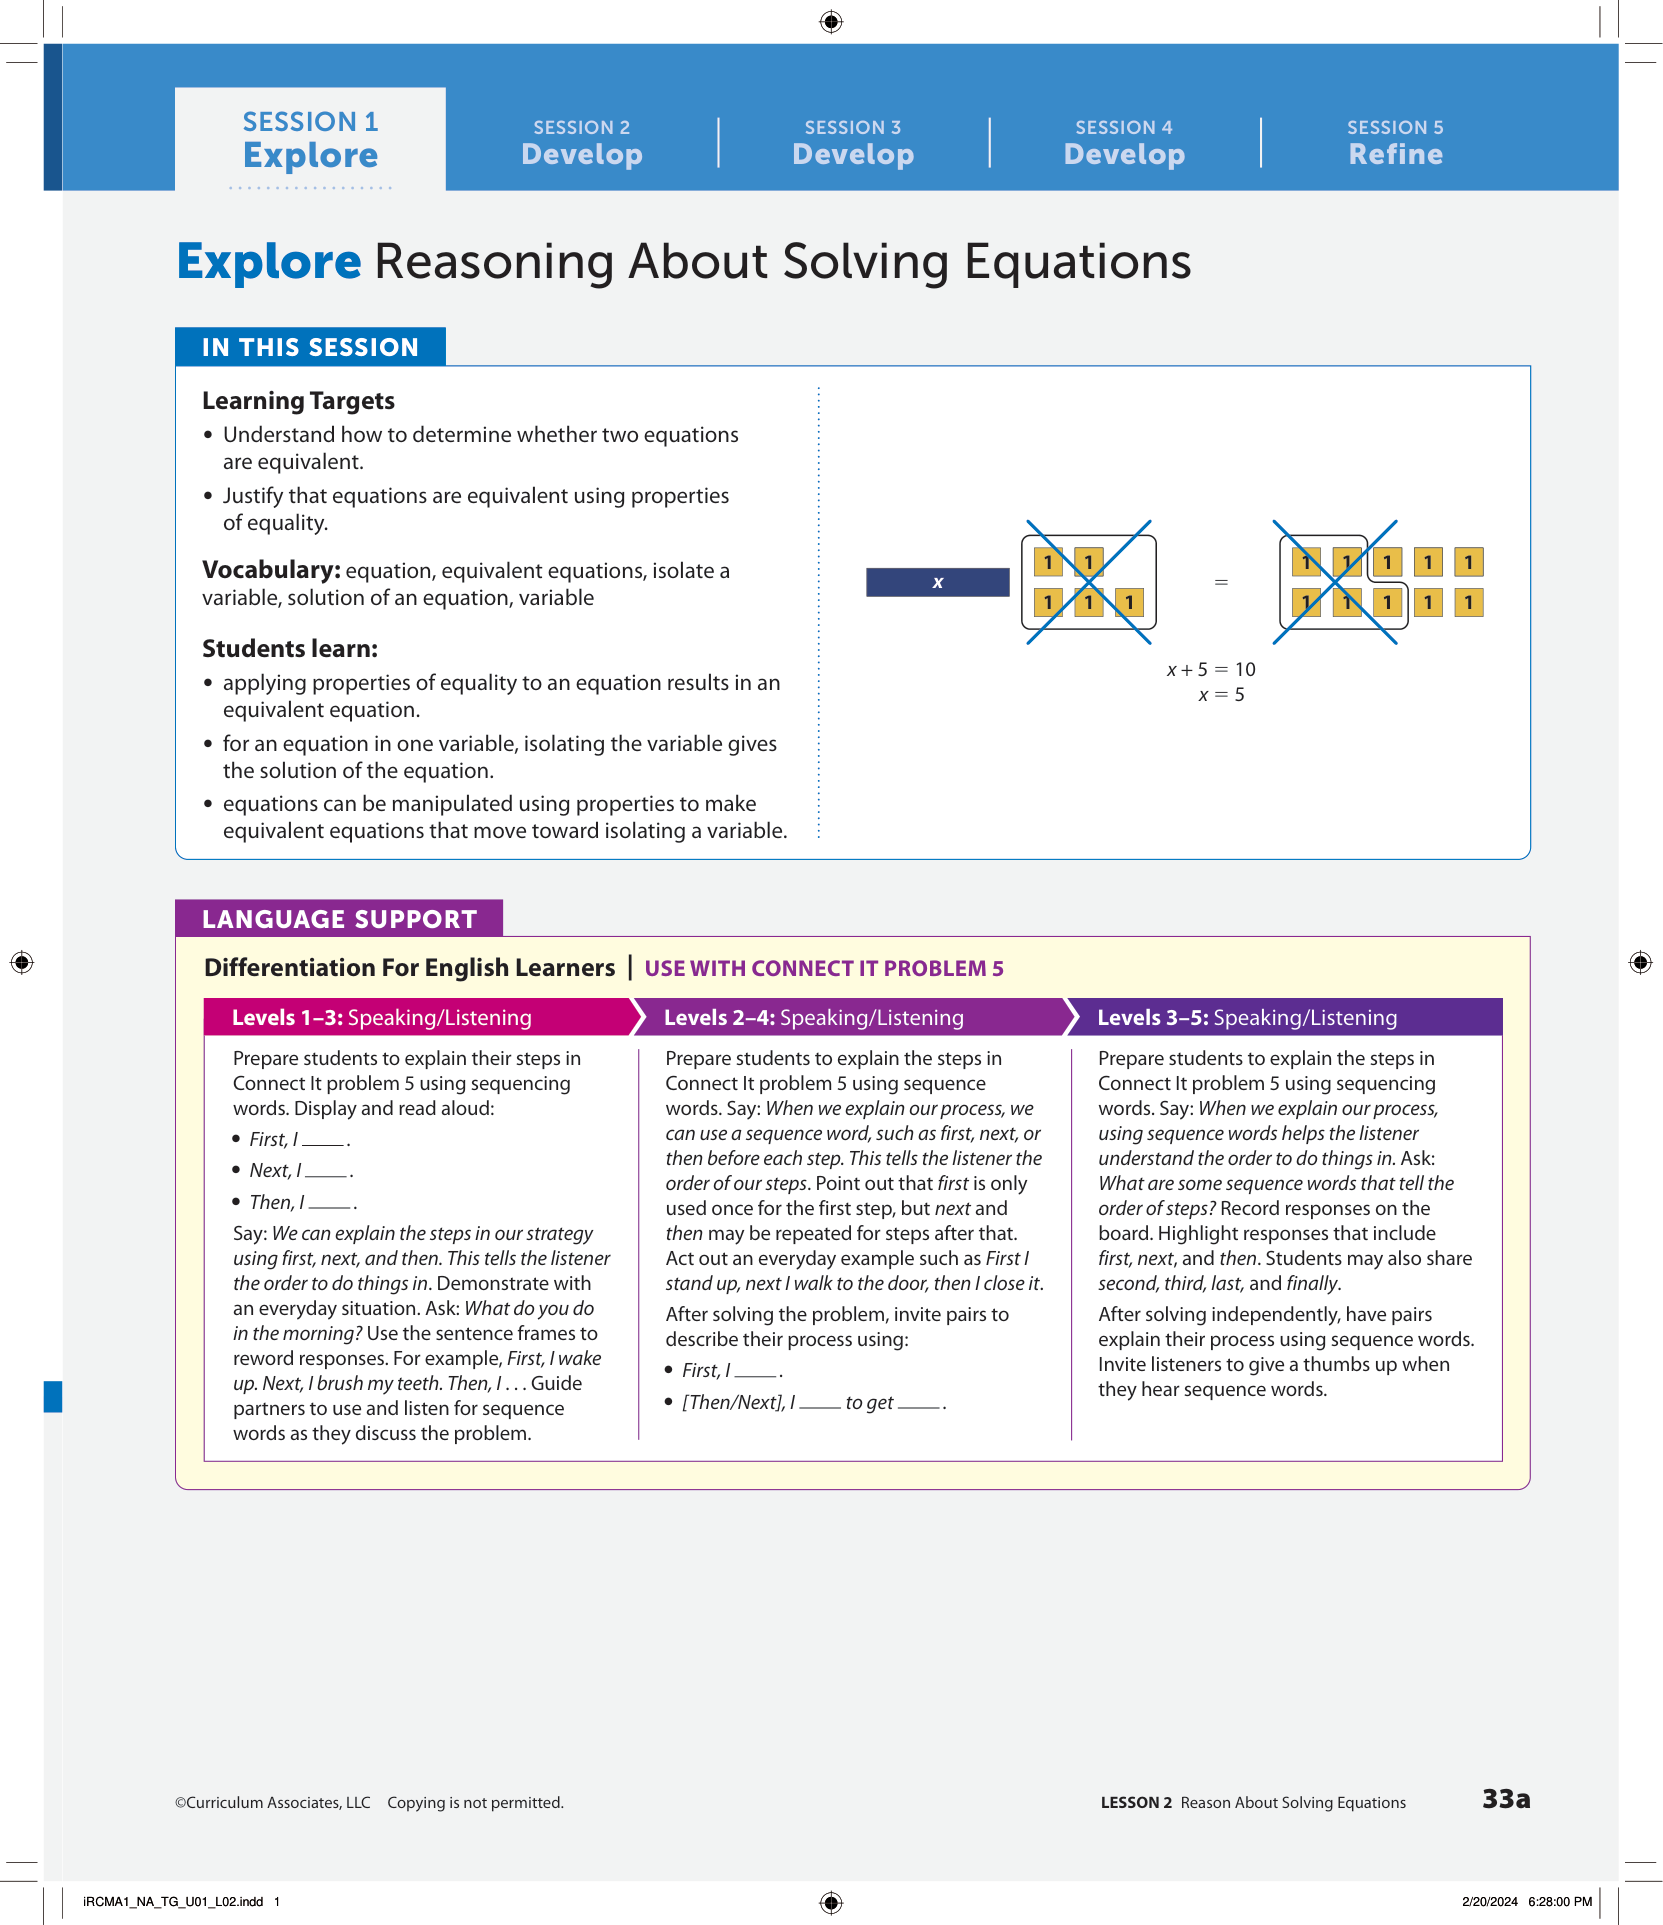 SESSION 1
Explore
SESSION 2
Develop
SESSION 3
Develop
SESSION 4
Develop
SESSION 5
Refine
Explore Reasoning About Solving Equations
IN THIS SESSION
Learning Targets
• Understand how to determine whether two equations
are equivalent.
• Justify that equations are equivalent using properties
of equality.
Vocabulary: equation, equivalent equations, isolate a
variable, solution of an equation, variable
Students learn:
• applying properties of equality to an equation results in an
equivalent equation.
• for an equation in one variable, isolating the variable gives
the solution of the equation.
• equations can be manipulated using properties to make
equivalent equations that move toward isolating a variable.
1 1 1 1 1 1 1
x =
1 1 1 1 1 1 1 1
x + 5 = 10
x = 5
LANGUAGE SUPPORT
Differentiation For English Learners | USE WITH CONNECT IT PROBLEM 5
Levels 1–3: Speaking/Listening
Prepare students to explain their steps in
Connect It problem 5 using sequencing
words. Display and read aloud:
• First, I ____ .
• Next, I ____ .
• Then, I ____ .
Say: We can explain the steps in our strategy
using first, next, and then. This tells the listener
the order to do things in. Demonstrate with
an everyday situation. Ask: What do you do
in the morning? Use the sentence frames to
reword responses. For example, First, I wake
up. Next, I brush my teeth. Then, I . . . Guide
partners to use and listen for sequence
words as they discuss the problem.
Levels 2–4: Speaking/Listening
Prepare students to explain the steps in
Connect It problem 5 using sequence
words. Say: When we explain our process, we
can use a sequence word, such as first, next, or
then before each step. This tells the listener the
order of our steps. Point out that first is only
used once for the first step, but next and
then may be repeated for steps after that.
Act out an everyday example such as First I
stand up, next I walk to the door, then I close it.
After solving the problem, invite pairs to
describe their process using:
• First, I ____ .
• [Then/Next], I ____ to get ____ .
Levels 3–5: Speaking/Listening
Prepare students to explain the steps in
Connect It problem 5 using sequencing
words. Say: When we explain our process,
using sequence words helps the listener
understand the order to do things in. Ask:
What are some sequence words that tell the
order of steps? Record responses on the
board. Highlight responses that include
first, next, and then. Students may also share
second, third, last, and finally.
After solving independently, have pairs
explain their process using sequence words.
Invite listeners to give a thumbs up when
they hear sequence words.
©Curriculum Associates, LLC Copying is not permitted.
LESSON 2 Reason About Solving Equations 33a
iRCMA1_NA_TG_U01_L02.indd 1
2/20/2024 6:28:00 PM